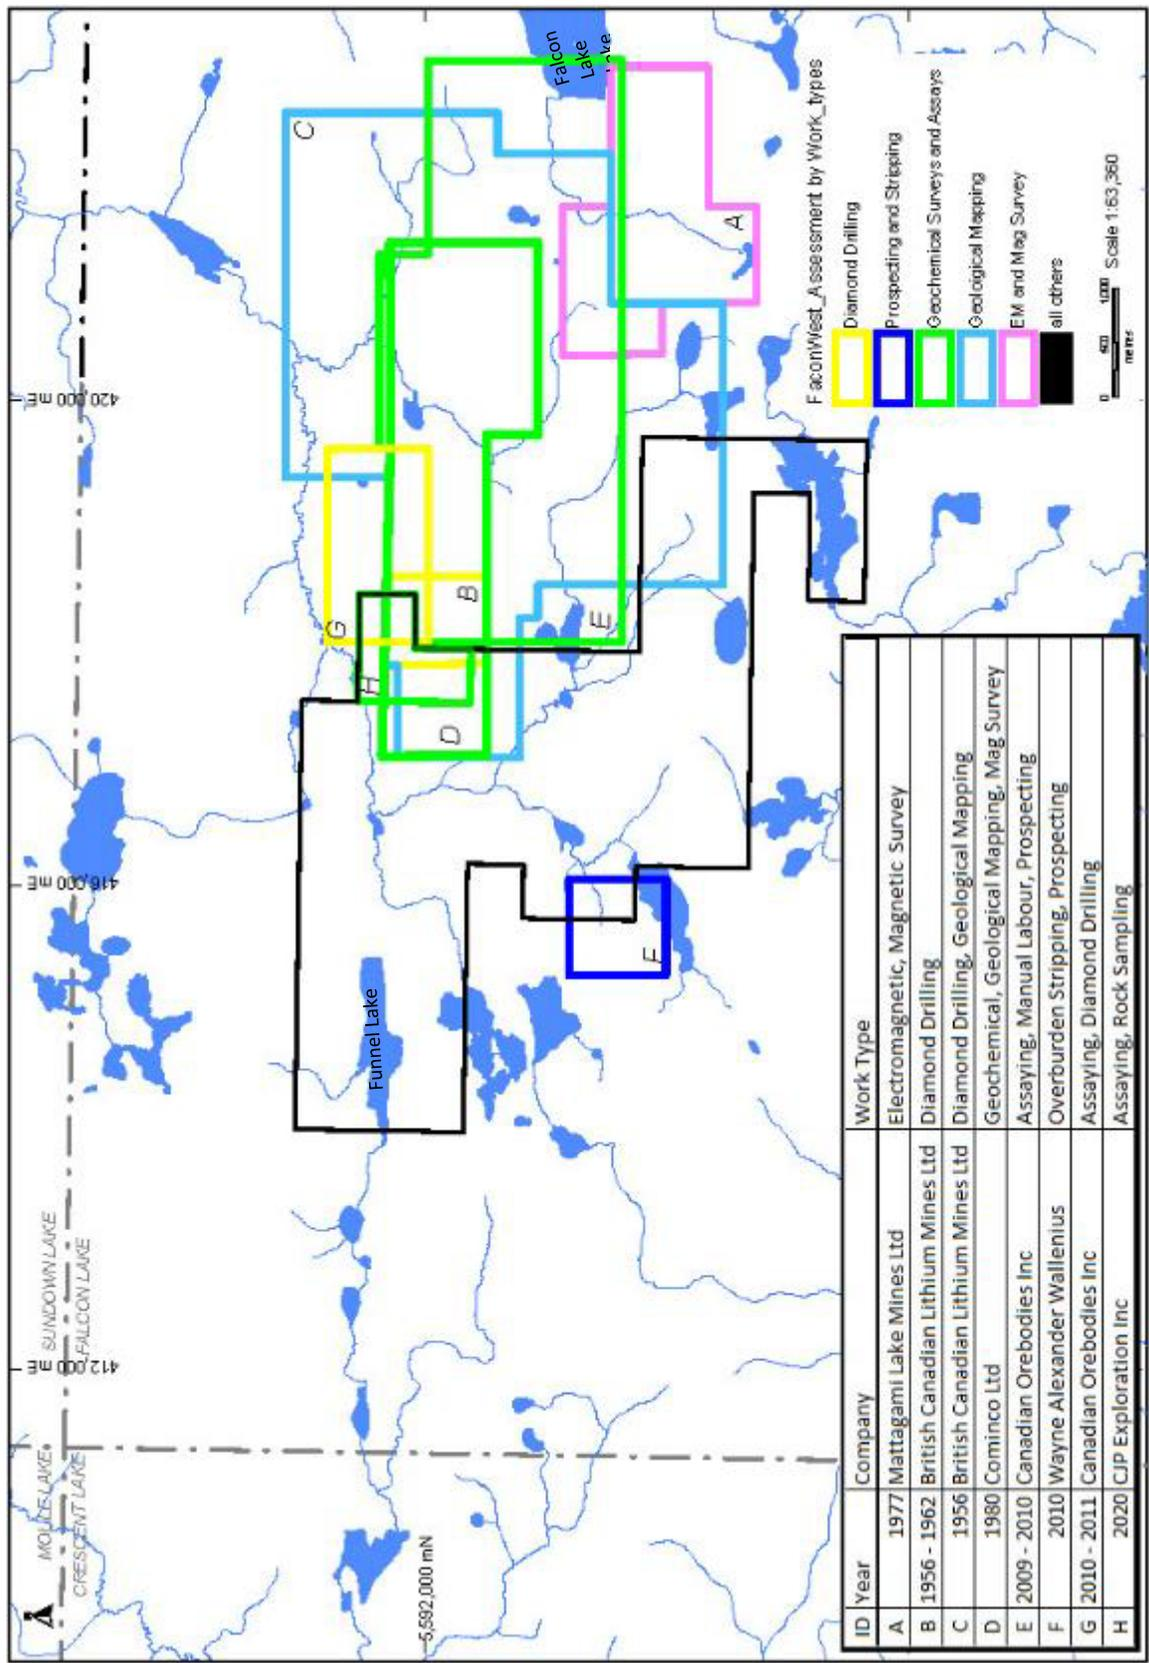 MOLLE LAKE
SUNDOWN LAKE
CRESCENT LAKE
FALCON LAKE
412,000 mE
416,000 mE
420,000 mE
5,592,000 mN
Funnel Lake
Falcon
Lake
Lake
C
G
H
B
D
E
A
F
FaconWest_Assessment by Work_types
Diamond Drilling
Prospecting and Stripping
Geochemical Surveys and Assays
Geoloigical Mapping
EM and Mag Survey
all others
0 600 1,200
metres
Scale 1:63,360
ID Year Company Work Type
A 1977 Mattagami Lake Mines Ltd Electromagnetic, Magnetic Survey
B 1956 - 1962 British Canadian Lithium Mines Ltd Diamond Drilling
C 1956 British Canadian Lithium Mines Ltd Diamond Drilling, Geological Mapping
D 1980 Cominco Ltd Geochemical, Geological Mapping, Mag Survey
E 2009 - 2010 Canadian Orebodies Inc Assaying, Manual Labour, Prospecting
F 2010 Wayne Alexander Wallenius Overburden Stripping, Prospecting
G 2010 - 2011 Canadian Orebodies Inc Assaying, Diamond Drilling
H 2020 CJP Exploration Inc Assaying, Rock Sampling